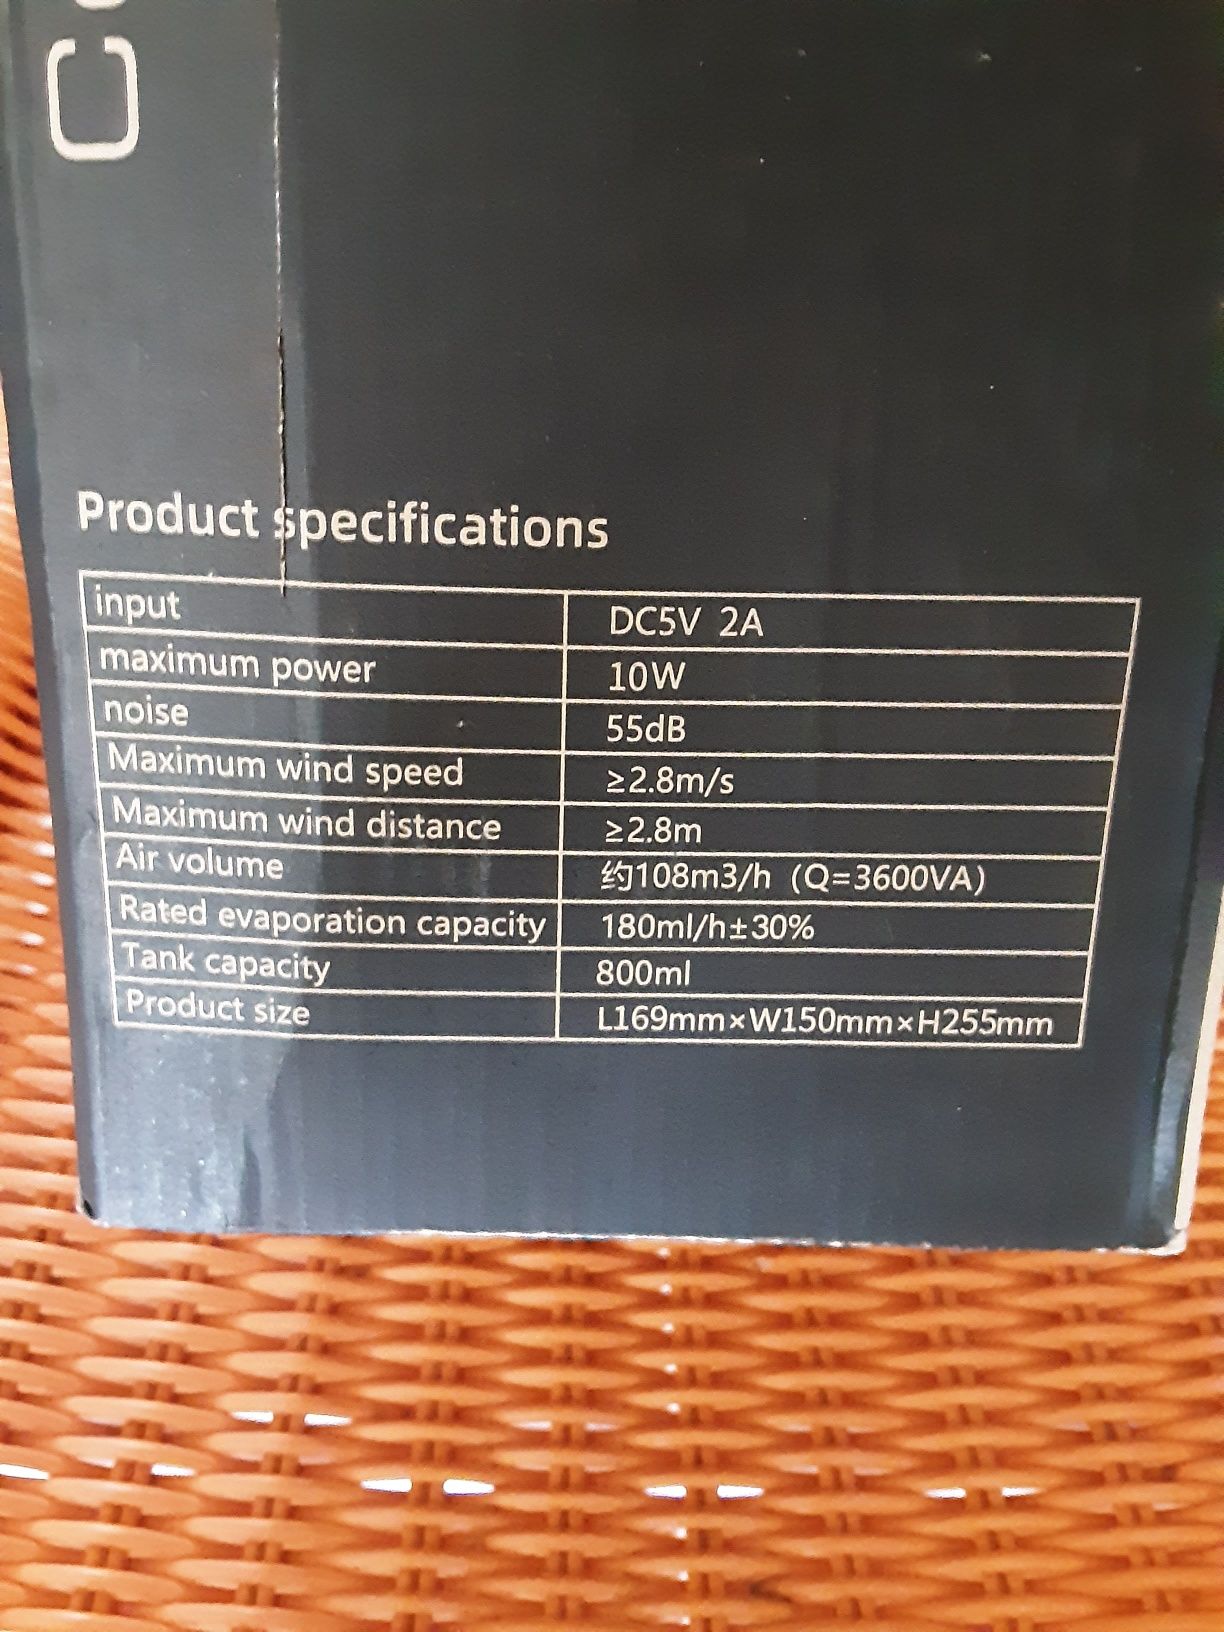 Product specifications
input DC5V 2A
maximum power 10W
noise 55dB
Maximum wind speed ≥2.8m/s
Maximum wind distance ≥2.8m
Air volume 约108m3/h (Q=3600VA)
Rated evaporation capacity 180ml/h±30%
Tank capacity 800ml
Product size L169mm×W150mm×H255mm